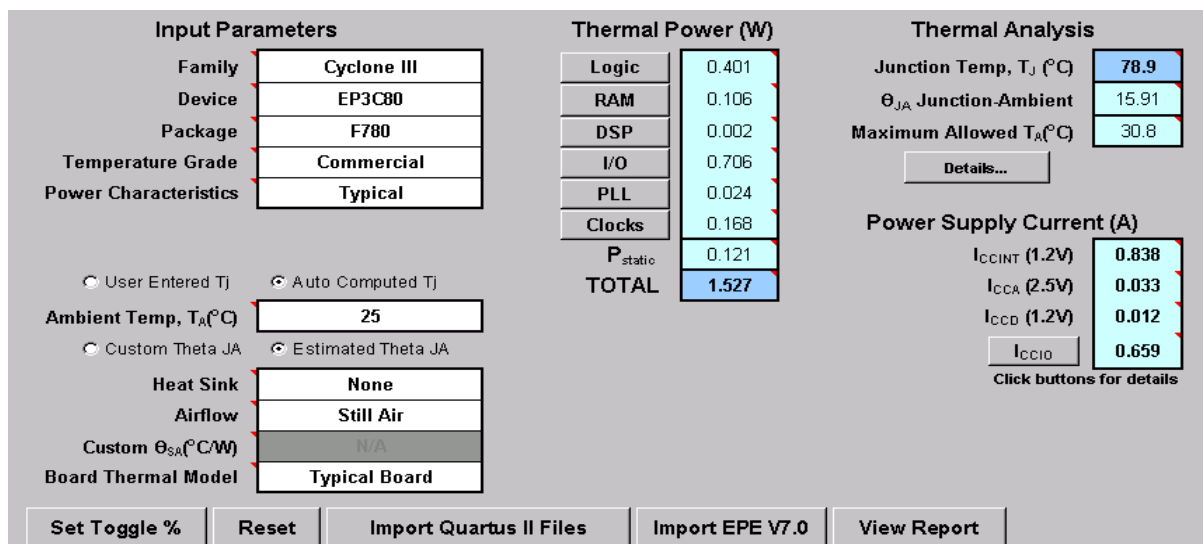 Input Parameters
Family Cyclone III
Device EP3C80
Package F780
Temperature Grade Commercial
Power Characteristics Typical
User Entered Tj Auto Computed Tj
Ambient Temp, TA(°C) 25
Custom Theta JA Estimated Theta JA
Heat Sink None
Airflow Still Air
Custom ΘSA(°C/W) N/A
Board Thermal Model Typical Board
Thermal Power (W)
Logic 0.401
RAM 0.106
DSP 0.002
I/O 0.706
PLL 0.024
Clocks 0.168
Pstatic 0.121
TOTAL 1.527
Thermal Analysis
Junction Temp, TJ (°C) 78.9
ΘJA Junction-Ambient 15.91
Maximum Allowed TA(°C) 30.8
Details...
Power Supply Current (A)
ICCINT (1.2V) 0.838
ICCA (2.5V) 0.033
ICCD (1.2V) 0.012
ICCIO 0.659
Click buttons for details
Set Toggle % Reset Import Quartus II Files Import EPE V7.0 View Report